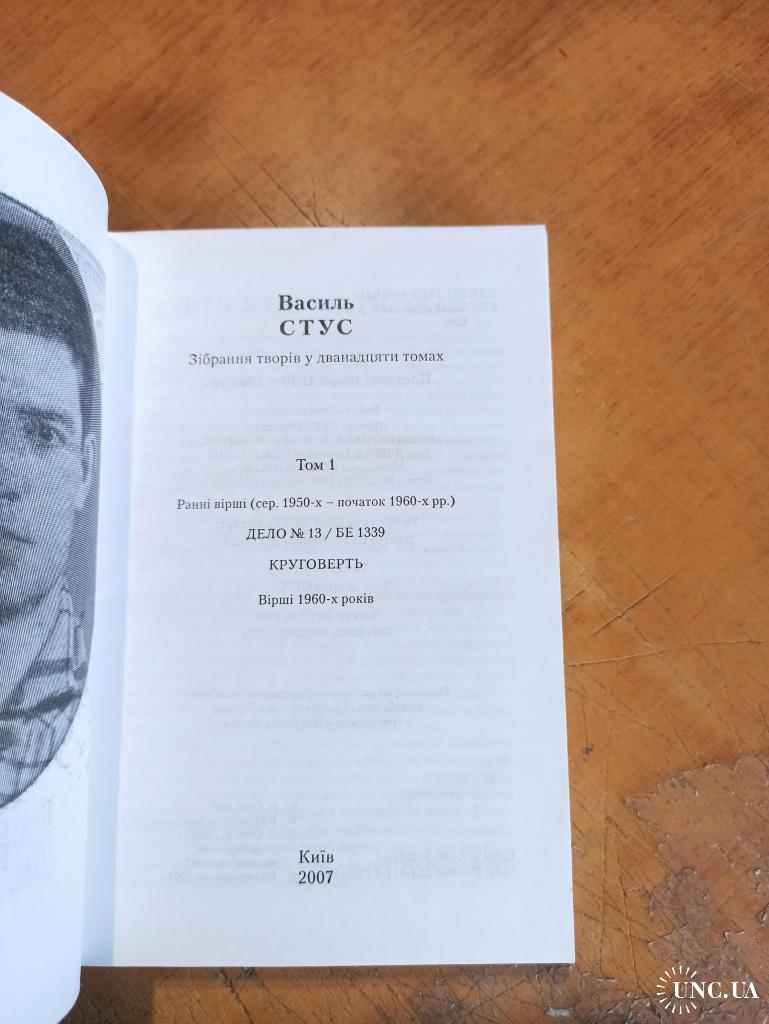 Василь
СТУС
Зібрання творів у дванадцяти томах
Том 1
Ранні вірші (сер. 1950-х – початок 1960-х рр.)
ДЕЛО № 13 / БЕ 1339
КРУГОВЕРТЬ
Вірші 1960-х років
Київ
2007
UNC.UA